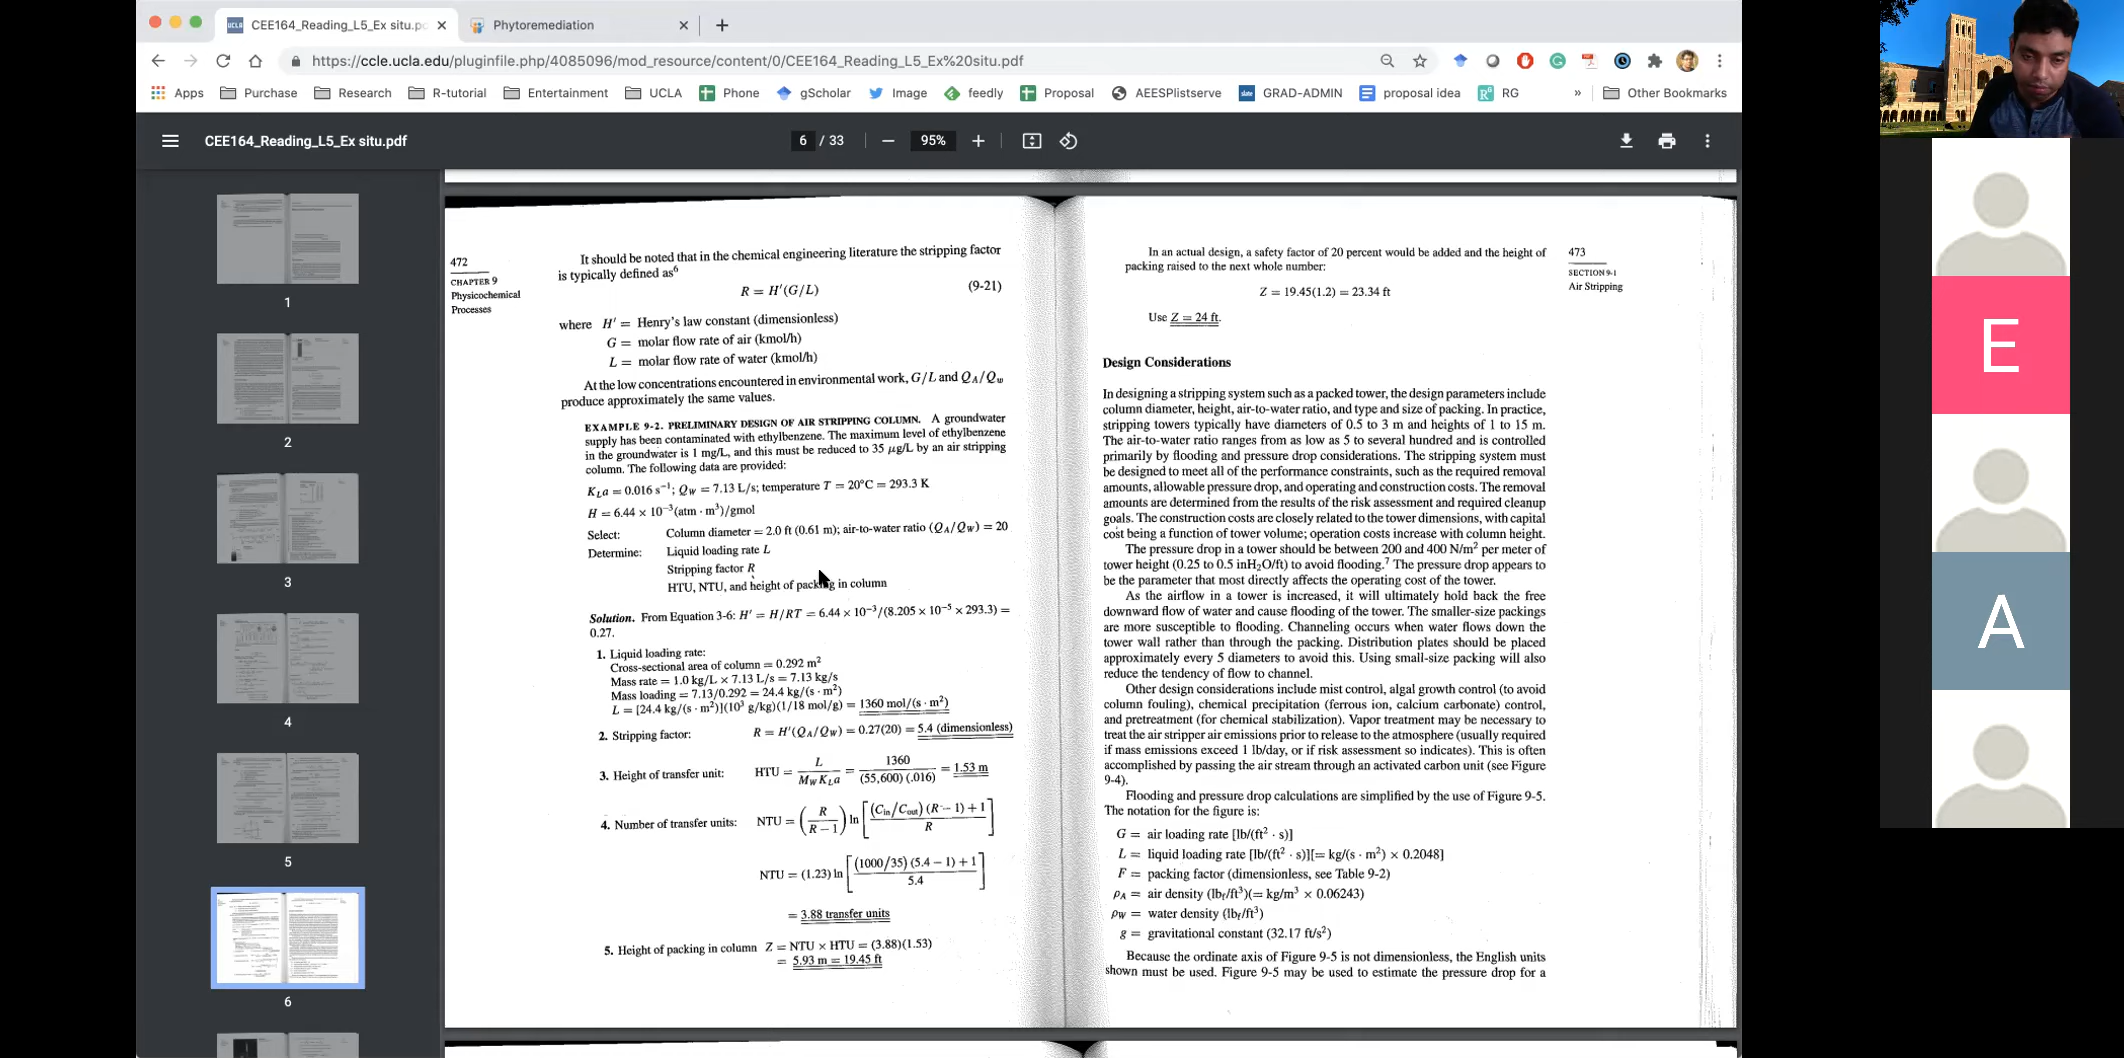 CEE164_Reading_L5_Ex situ.pd
Phytoremediation
https://ccle.ucla.edu/pluginfile.php/4085096/mod_resource/content/0/CEE164_Reading_L5_Ex%20situ.pdf
Apps Purchase Research R-tutorial Entertainment UCLA Phone gScholar Image feedly Proposal AEESPlistserve GRAD-ADMIN proposal idea RG » Other Bookmarks
CEE164_Reading_L5_Ex situ.pdf 6 / 33 95%
1
2
3
4
5
6
472
CHAPTER 9
Physicochemical
Processes
It should be noted that in the chemical engineering literature the stripping factor
is typically defined as⁶
R = H′(G/L) (9-21)
where H′ = Henry's law constant (dimensionless)
G = molar flow rate of air (kmol/h)
L = molar flow rate of water (kmol/h)
At the low concentrations encountered in environmental work, G/L and Q_A/Q_w
produce approximately the same values.
EXAMPLE 9-2. PRELIMINARY DESIGN OF AIR STRIPPING COLUMN. A groundwater
supply has been contaminated with ethylbenzene. The maximum level of ethylbenzene
in the groundwater is 1 mg/L, and this must be reduced to 35 μg/L by an air stripping
column. The following data are provided:
K_La = 0.016 s⁻¹; Q_W = 7.13 L/s; temperature T = 20°C = 293.3 K
H = 6.44 × 10⁻³(atm · m³)/gmol
Select: Column diameter = 2.0 ft (0.61 m); air-to-water ratio (Q_A/Q_W) = 20
Determine: Liquid loading rate L
Stripping factor R
HTU, NTU, and height of packing in column
Solution. From Equation 3-6: H′ = H/RT = 6.44 × 10⁻³/(8.205 × 10⁻⁵ × 293.3) =
0.27.
1. Liquid loading rate:
Cross-sectional area of column = 0.292 m²
Mass rate = 1.0 kg/L × 7.13 L/s = 7.13 kg/s
Mass loading = 7.13/0.292 = 24.4 kg/(s · m²)
L = [24.4 kg/(s · m²)](10³ g/kg)(1/18 mol/g) = 1360 mol/(s · m²)
2. Stripping factor: R = H′(Q_A/Q_W) = 0.27(20) = 5.4 (dimensionless)
3. Height of transfer unit: HTU = L / (M_W K_La) = 1360 / (55,600) (.016) = 1.53 m
4. Number of transfer units: NTU = (R / (R − 1)) ln [((C_in/C_out) (R − 1) + 1) / R]
NTU = (1.23) ln [((1000/35) (5.4 − 1) + 1) / 5.4]
= 3.88 transfer units
5. Height of packing in column Z = NTU × HTU = (3.88)(1.53)
= 5.93 m = 19.45 ft
In an actual design, a safety factor of 20 percent would be added and the height of
packing raised to the next whole number:
Z = 19.45(1.2) = 23.34 ft
Use Z = 24 ft.
473
SECTION 9-1
Air Stripping
Design Considerations
In designing a stripping system such as a packed tower, the design parameters include
column diameter, height, air-to-water ratio, and type and size of packing. In practice,
stripping towers typically have diameters of 0.5 to 3 m and heights of 1 to 15 m.
The air-to-water ratio ranges from as low as 5 to several hundred and is controlled
primarily by flooding and pressure drop considerations. The stripping system must
be designed to meet all of the performance constraints, such as the required removal
amounts, allowable pressure drop, and operating and construction costs. The removal
amounts are determined from the results of the risk assessment and required cleanup
goals. The construction costs are closely related to the tower dimensions, with capital
cost being a function of tower volume; operation costs increase with column height.
The pressure drop in a tower should be between 200 and 400 N/m² per meter of
tower height (0.25 to 0.5 inH₂O/ft) to avoid flooding.⁷ The pressure drop appears to
be the parameter that most directly affects the operating cost of the tower.
As the airflow in a tower is increased, it will ultimately hold back the free
downward flow of water and cause flooding of the tower. The smaller-size packings
are more susceptible to flooding. Channeling occurs when water flows down the
tower wall rather than through the packing. Distribution plates should be placed
approximately every 5 diameters to avoid this. Using small-size packing will also
reduce the tendency of flow to channel.
Other design considerations include mist control, algal growth control (to avoid
column fouling), chemical precipitation (ferrous ion, calcium carbonate) control,
and pretreatment (for chemical stabilization). Vapor treatment may be necessary to
treat the air stripper air emissions prior to release to the atmosphere (usually required
if mass emissions exceed 1 lb/day, or if risk assessment so indicates). This is often
accomplished by passing the air stream through an activated carbon unit (see Figure
9-4).
Flooding and pressure drop calculations are simplified by the use of Figure 9-5.
The notation for the figure is:
G = air loading rate [lb/(ft² · s)]
L = liquid loading rate [lb/(ft² · s)][= kg/(s · m²) × 0.2048]
F = packing factor (dimensionless, see Table 9-2)
ρ_A = air density (lb_f/ft³)(= kg/m³ × 0.06243)
ρ_W = water density (lb_f/ft³)
g = gravitational constant (32.17 ft/s²)
Because the ordinate axis of Figure 9-5 is not dimensionless, the English units
shown must be used. Figure 9-5 may be used to estimate the pressure drop for a
E
A